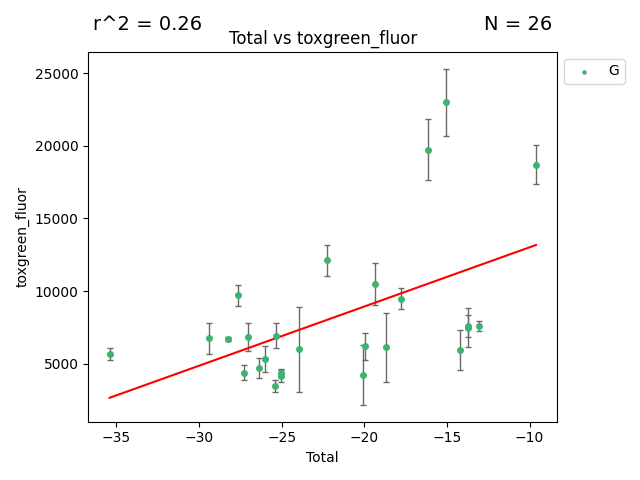 r^2 = 0.26
N = 26
Total vs toxgreen_fluor
25000
20000
15000
10000
5000
toxgreen_fluor
−35
−30
−25
−20
−15
−10
Total
G